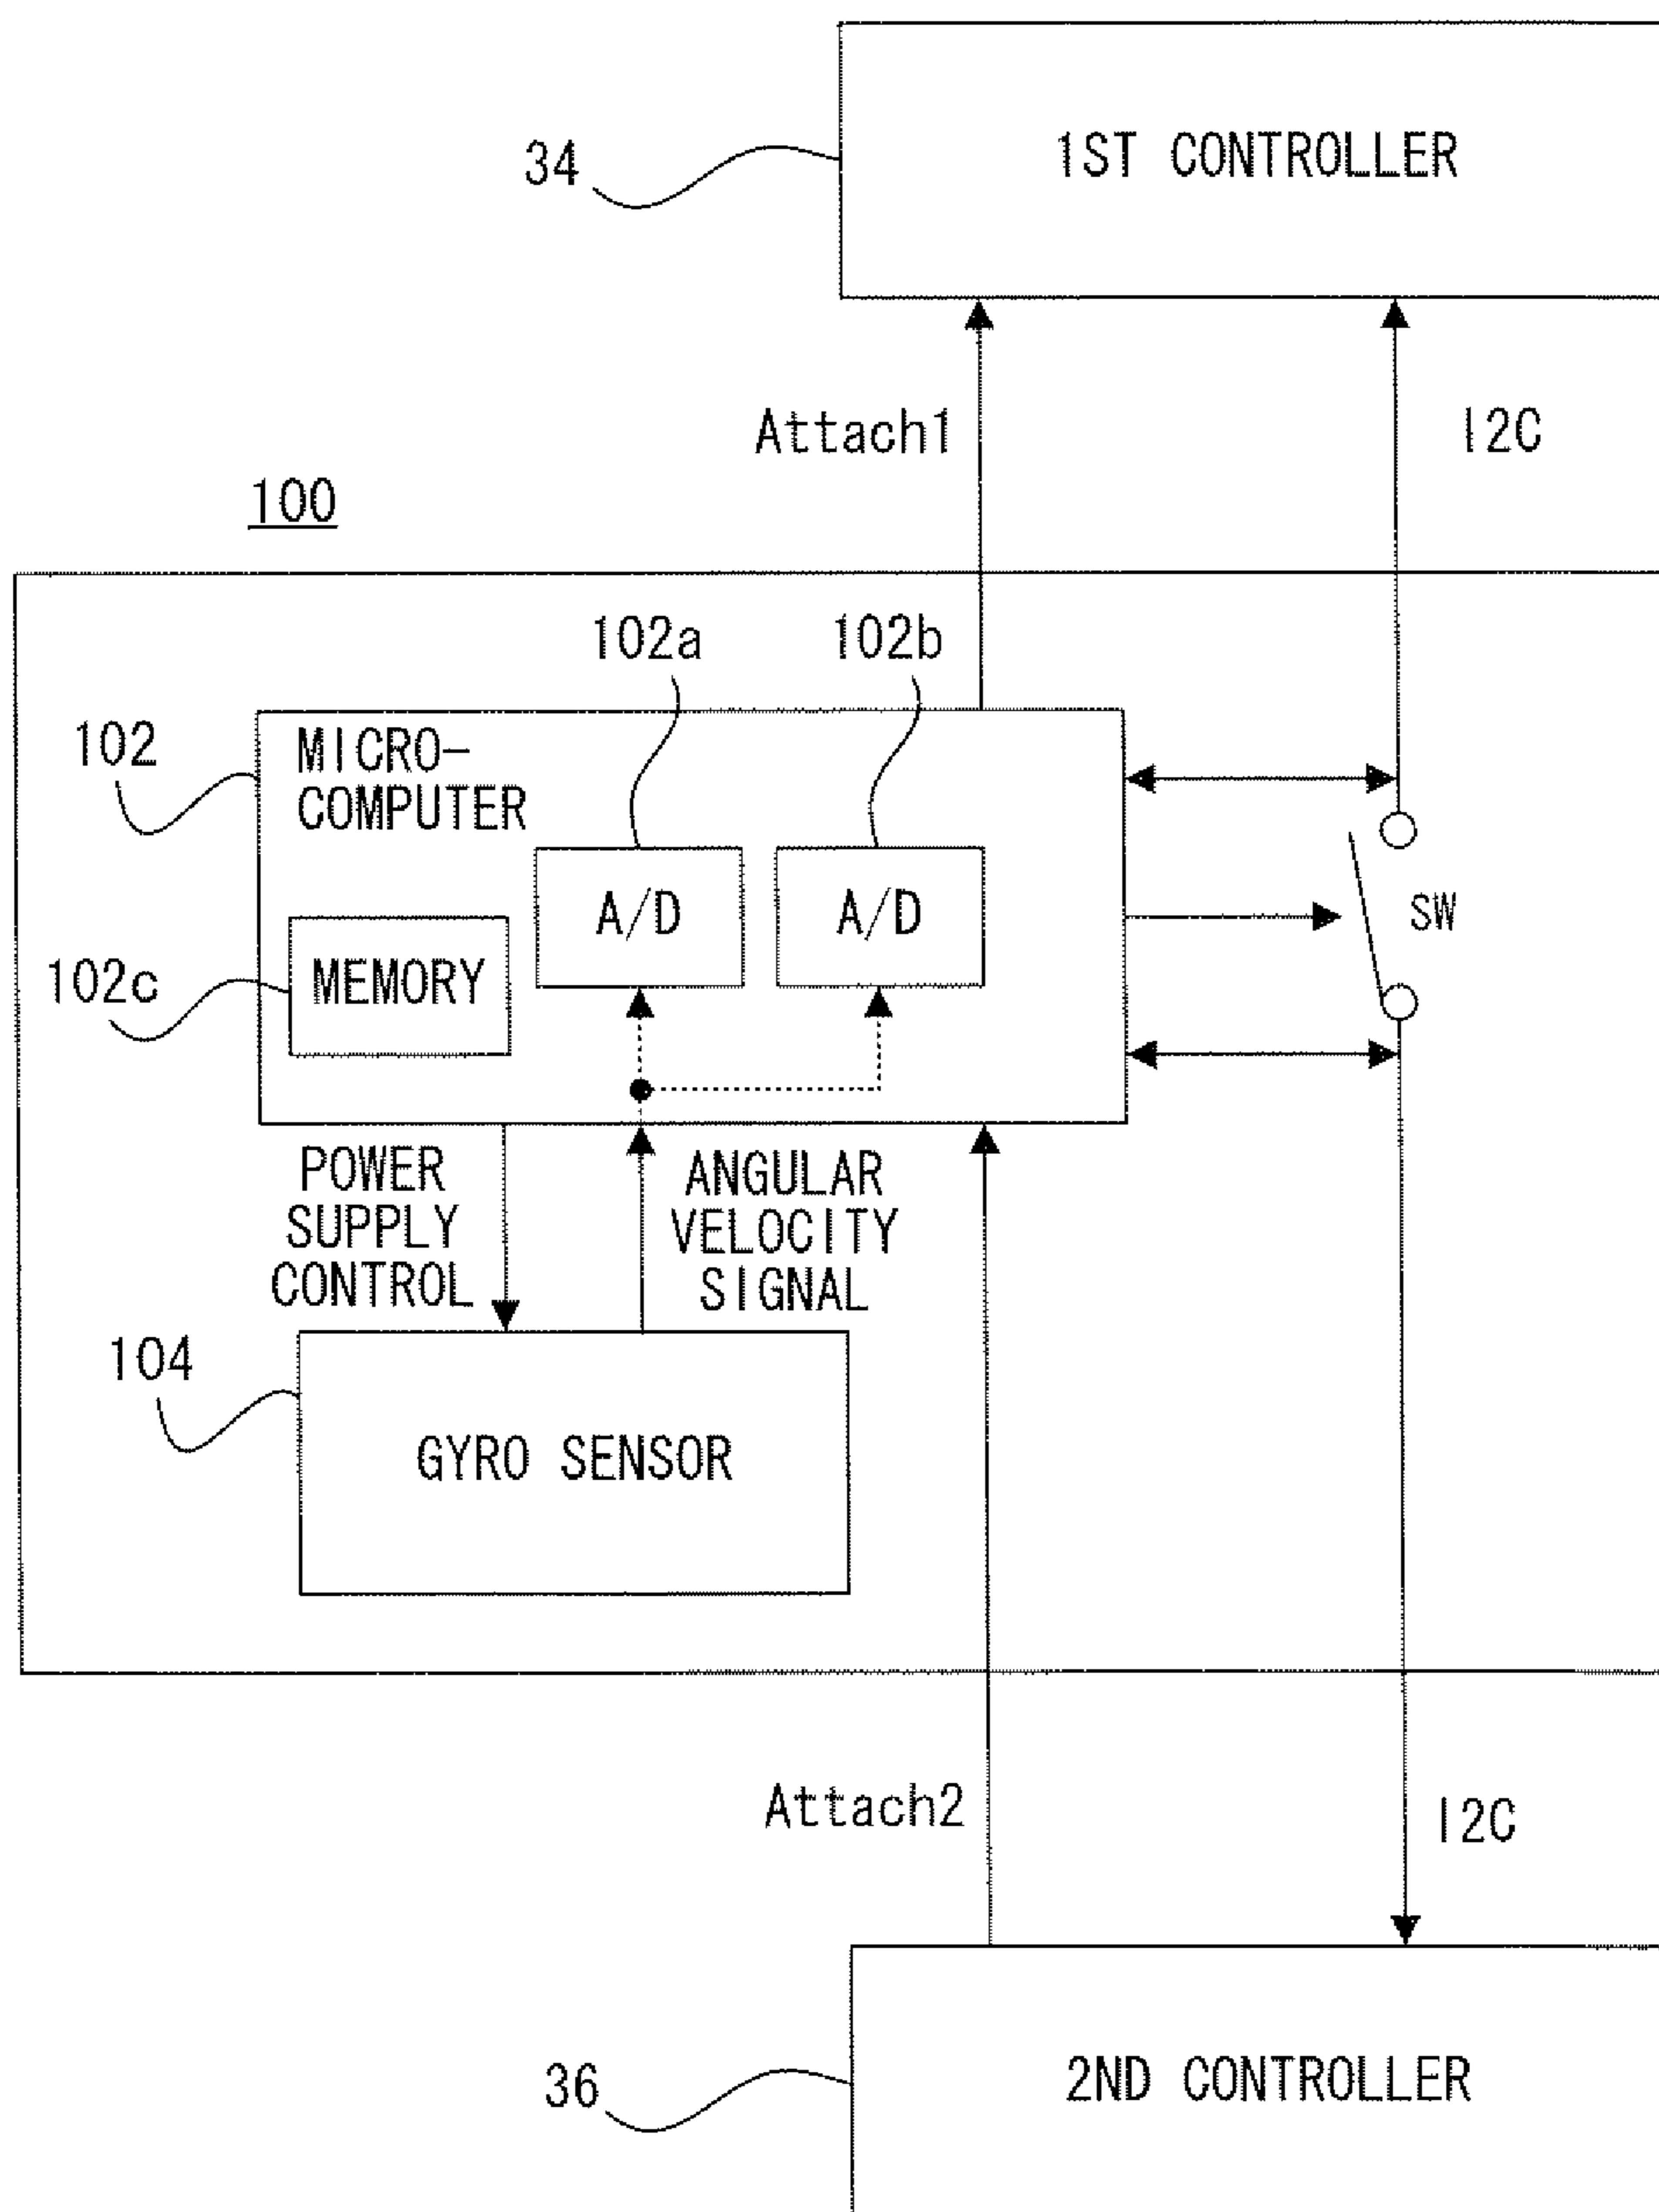 1ST CONTROLLER
34
Attach1
I2C
100
102a
102b
102
MICRO-
COMPUTER
A/D
A/D
SW
102c
MEMORY
POWER
SUPPLY
CONTROL
ANGULAR
VELOCITY
SIGNAL
104
GYRO SENSOR
Attach2
I2C
36
2ND CONTROLLER